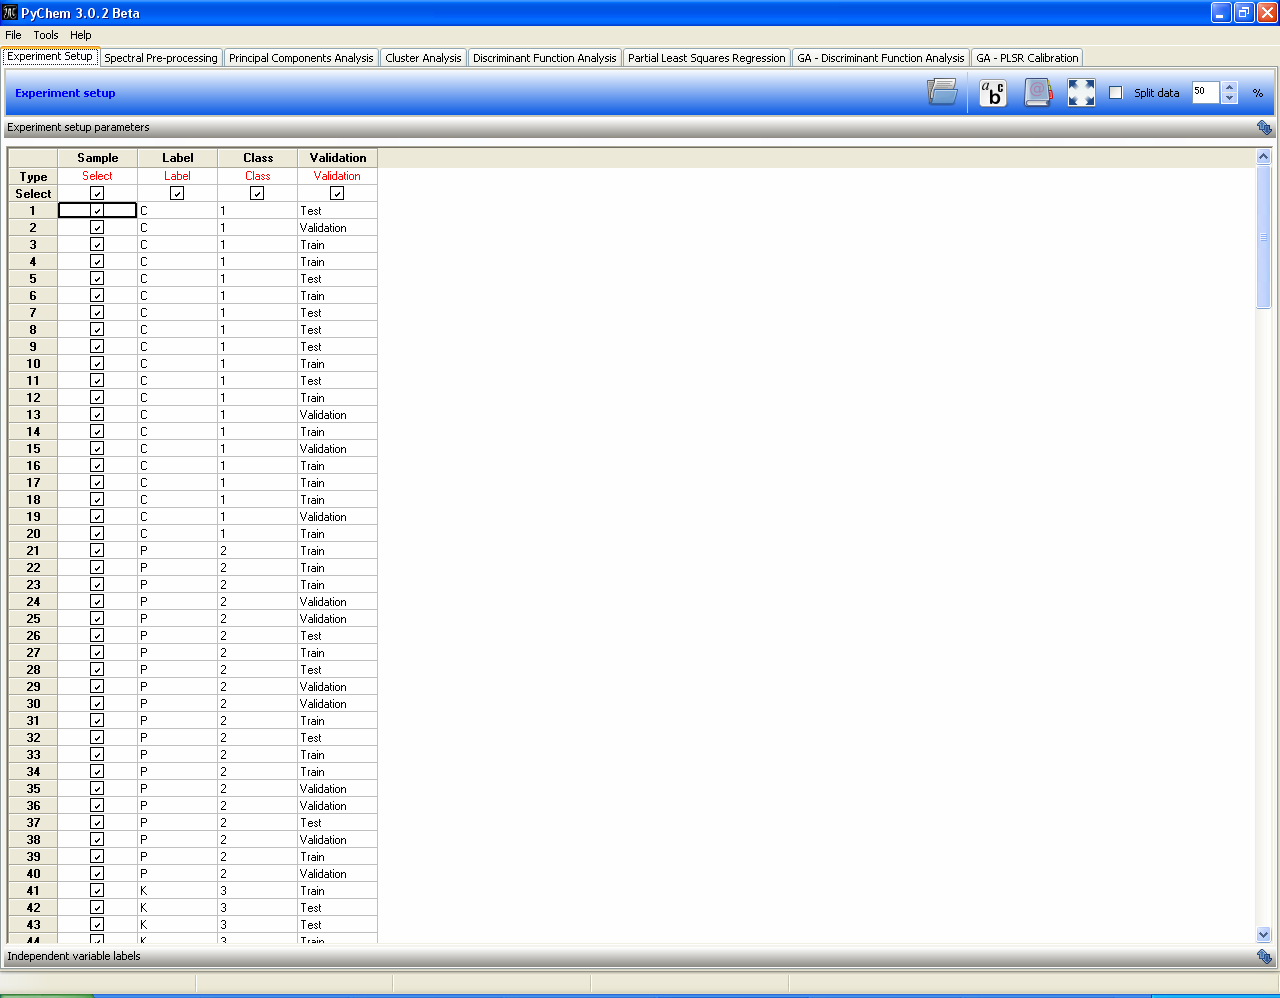 PyChem 3.0.2 Beta
File Tools Help
Experiment Setup Spectral Pre-processing Principal Components Analysis Cluster Analysis Discriminant Function Analysis Partial Least Squares Regression GA - Discriminant Function Analysis GA - PLSR Calibration
Experiment setup abc @ Split data 50 %
Experiment setup parameters
Sample Label Class Validation
Type Select Label Class Validation
Select
1 C 1 Test
2 C 1 Validation
3 C 1 Train
4 C 1 Train
5 C 1 Test
6 C 1 Train
7 C 1 Test
8 C 1 Test
9 C 1 Test
10 C 1 Train
11 C 1 Test
12 C 1 Train
13 C 1 Validation
14 C 1 Train
15 C 1 Validation
16 C 1 Train
17 C 1 Train
18 C 1 Train
19 C 1 Validation
20 C 1 Train
21 P 2 Train
22 P 2 Train
23 P 2 Train
24 P 2 Validation
25 P 2 Validation
26 P 2 Test
27 P 2 Train
28 P 2 Test
29 P 2 Validation
30 P 2 Validation
31 P 2 Train
32 P 2 Test
33 P 2 Train
34 P 2 Train
35 P 2 Validation
36 P 2 Validation
37 P 2 Test
38 P 2 Validation
39 P 2 Train
40 P 2 Validation
41 K 3 Train
42 K 3 Test
43 K 3 Test
44 K 3 Train
Independent variable labels